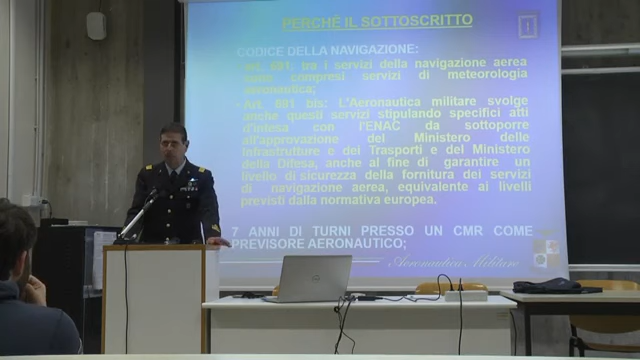 PERCHÈ IL SOTTOSCRITTO
CODICE DELLA NAVIGAZIONE:
- Art. 691: tra i servizi della navigazione aerea
sono compresi servizi di meteorologia
aeronautica;
- Art. 691 bis: L'Aeronautica militare svolge
anche questi servizi stipulando specifici atti
d'intesa con l'ENAC da sottoporre
all'approvazione del Ministero delle
Infrastrutture e dei Trasporti e del Ministero
della Difesa, anche al fine di garantire un
livello di sicurezza della fornitura dei servizi
di navigazione aerea, equivalente ai livelli
previsti dalla normativa europea.
7 ANNI DI TURNI PRESSO UN CMR COME
PREVISORE AERONAUTICO;
Aeronautica Militare